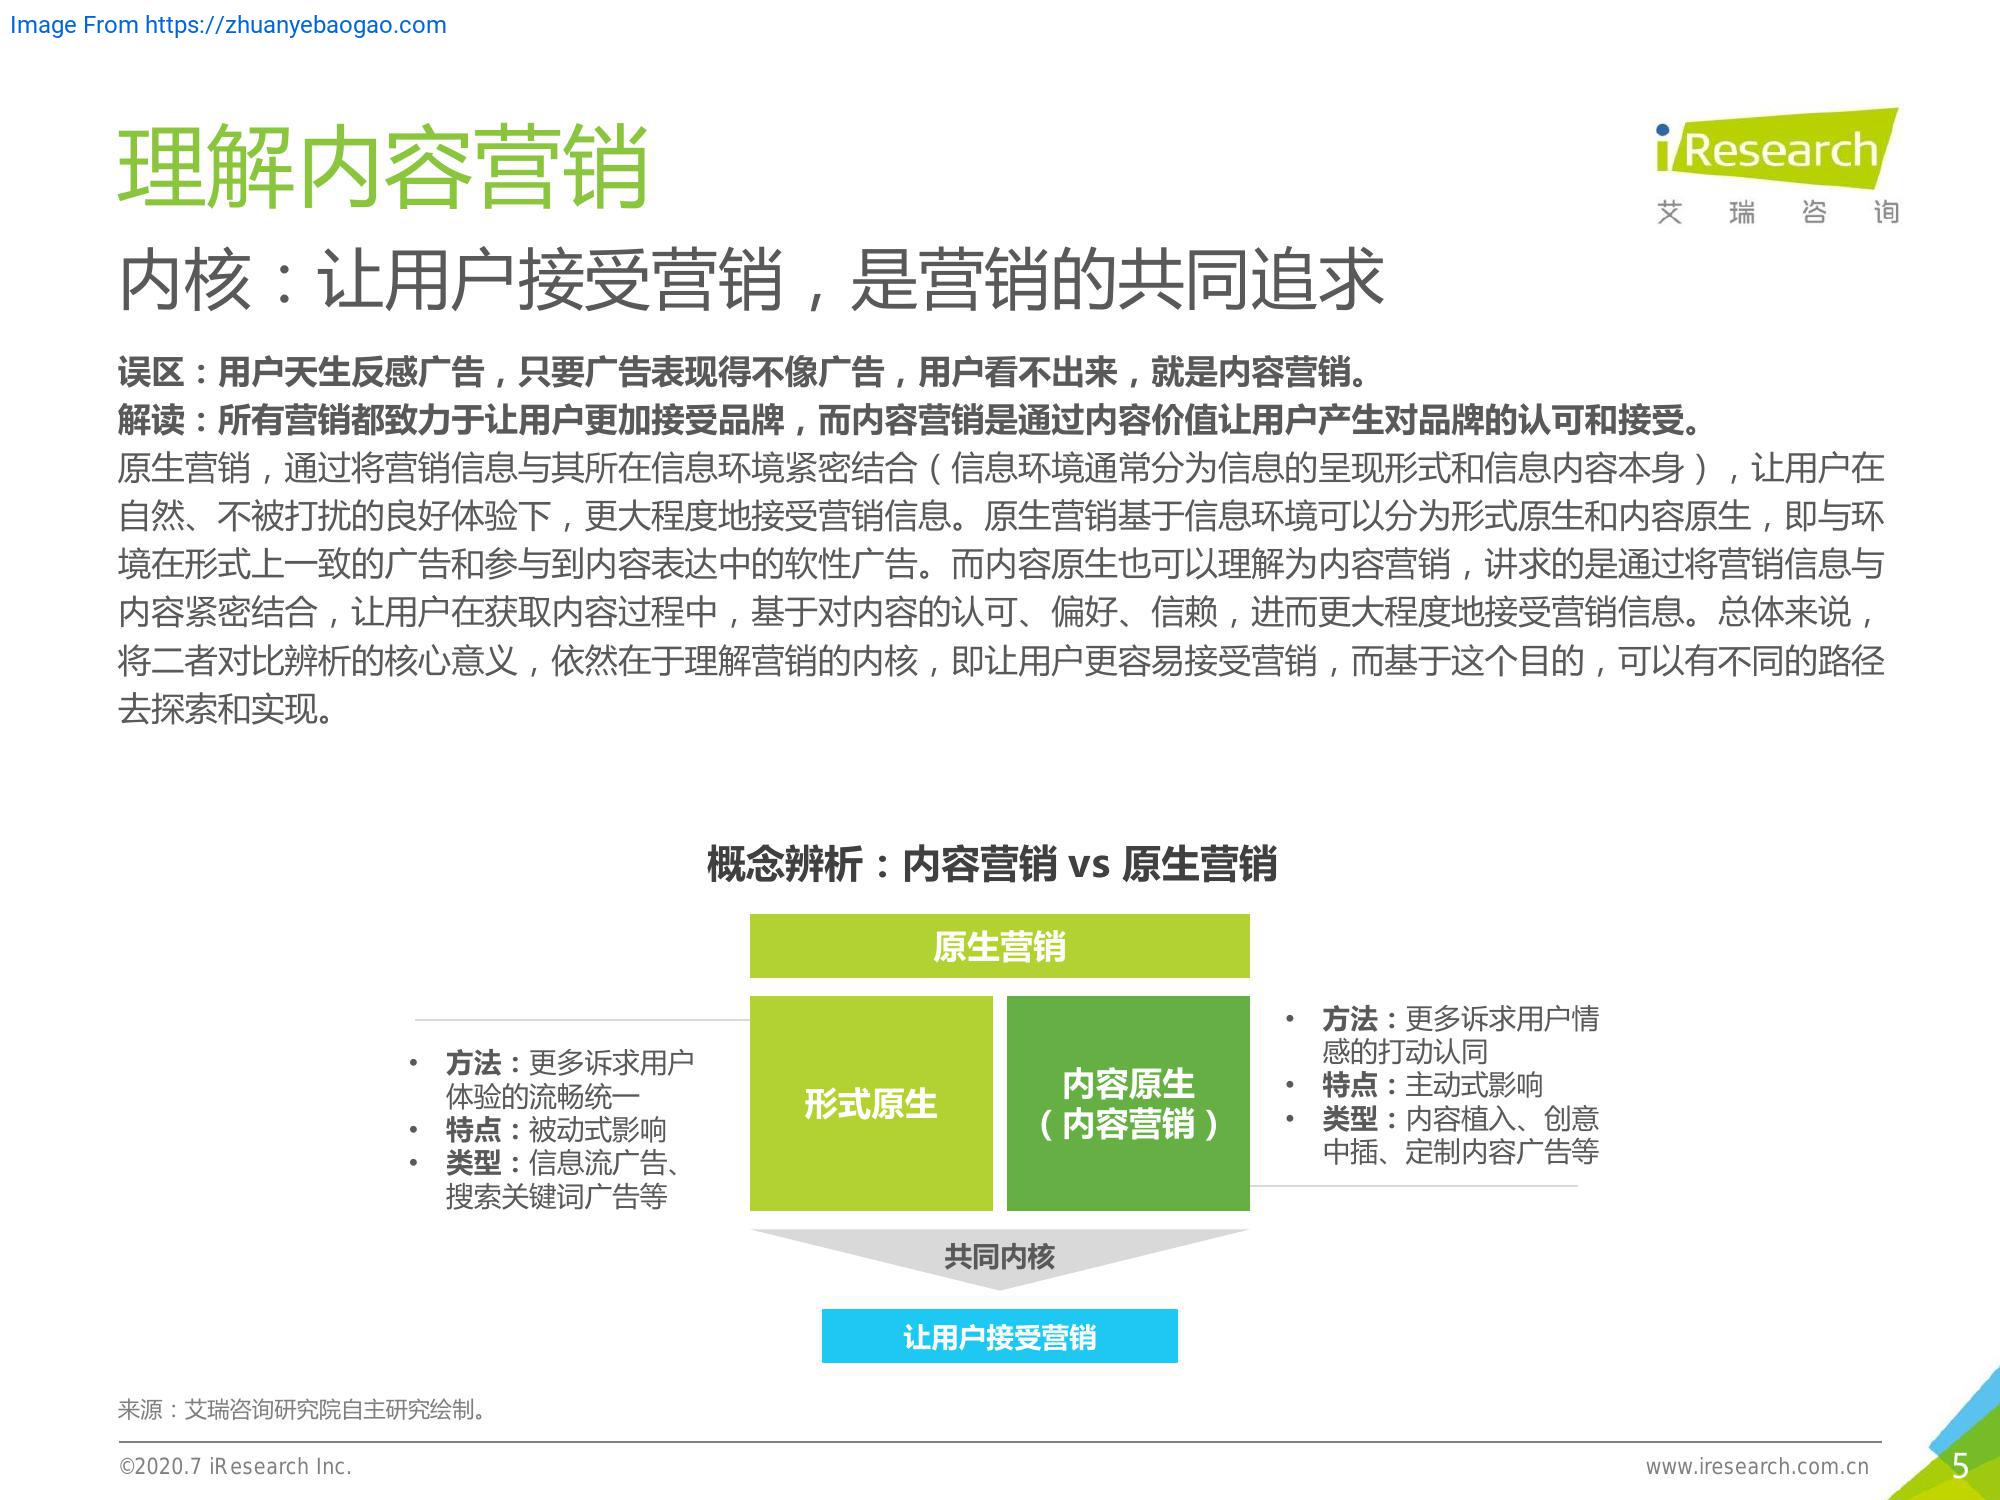 Image From https://zhuanyebaogao.com
理解内容营销
iResearch
艾瑞咨询
内核：让用户接受营销，是营销的共同追求
误区：用户天生反感广告，只要广告表现得不像广告，用户看不出来，就是内容营销。
解读：所有营销都致力于让用户更加接受品牌，而内容营销是通过内容价值让用户产生对品牌的认可和接受。
原生营销，通过将营销信息与其所在信息环境紧密结合（信息环境通常分为信息的呈现形式和信息内容本身），让用户在
自然、不被打扰的良好体验下，更大程度地接受营销信息。原生营销基于信息环境可以分为形式原生和内容原生，即与环
境在形式上一致的广告和参与到内容表达中的软性广告。而内容原生也可以理解为内容营销，讲求的是通过将营销信息与
内容紧密结合，让用户在获取内容过程中，基于对内容的认可、偏好、信赖，进而更大程度地接受营销信息。总体来说，
将二者对比辨析的核心意义，依然在于理解营销的内核，即让用户更容易接受营销，而基于这个目的，可以有不同的路径
去探索和实现。
概念辨析：内容营销 vs 原生营销
原生营销
• 方法：更多诉求用户
体验的流畅统一
• 特点：被动式影响
• 类型：信息流广告、
搜索关键词广告等
形式原生
内容原生
（内容营销）
• 方法：更多诉求用户情
感的打动认同
• 特点：主动式影响
• 类型：内容植入、创意
中插、定制内容广告等
共同内核
让用户接受营销
来源：艾瑞咨询研究院自主研究绘制。
©2020.7 iResearch Inc.
www.iresearch.com.cn
5